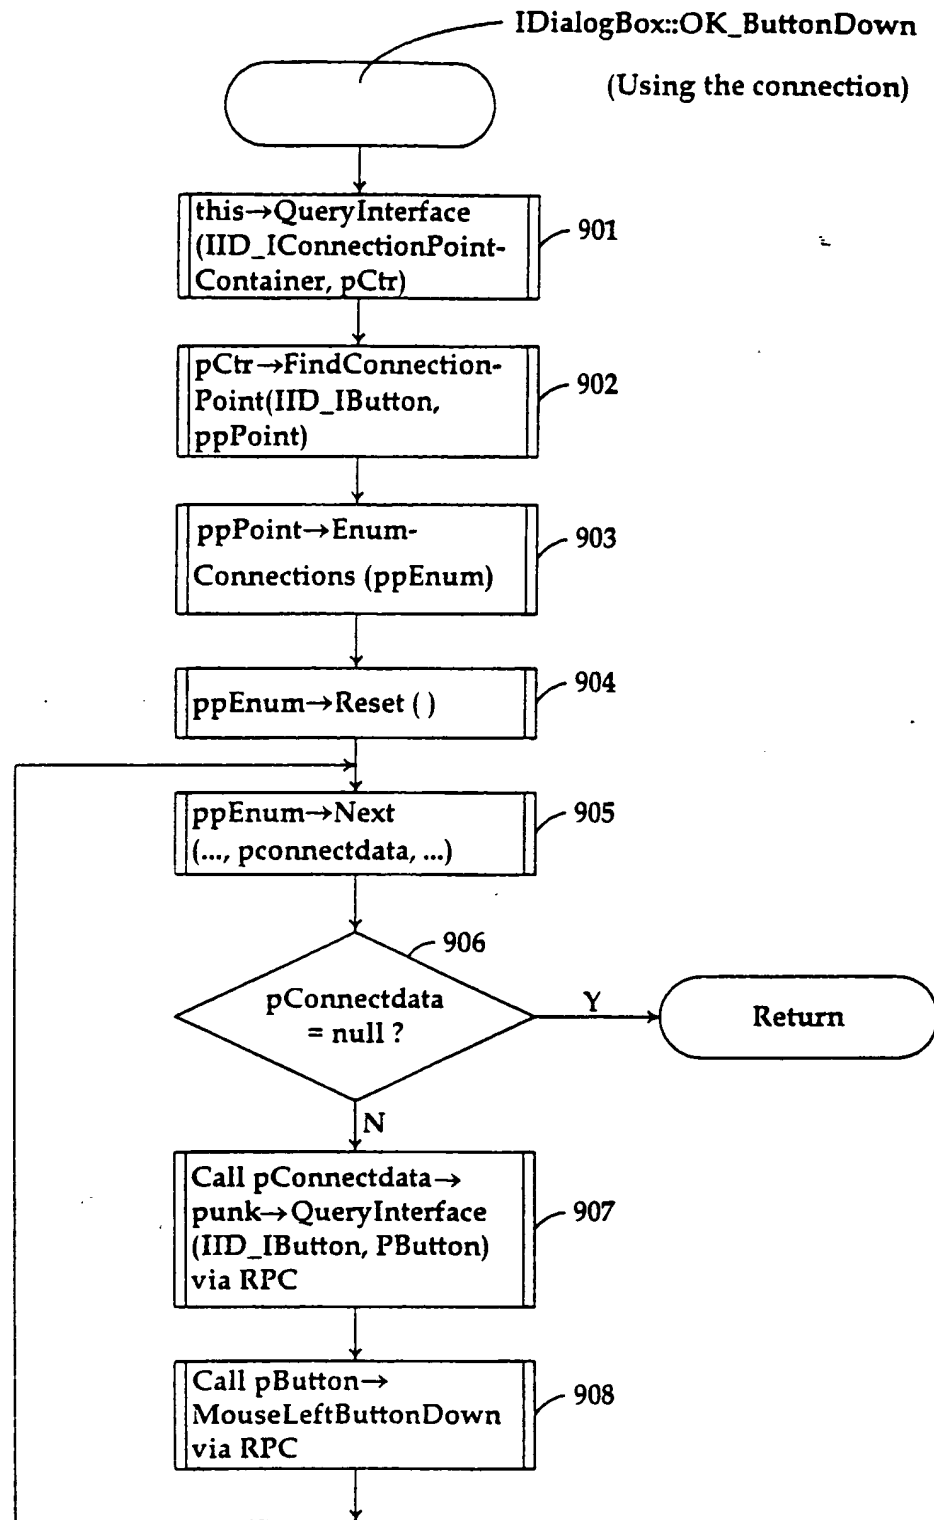 IDialogBox::OK_ButtonDown
(Using the connection)
this→QueryInterface
(IID_IConnectionPoint-
Container, pCtr)
901
pCtr→FindConnection-
Point(IID_IButton,
ppPoint)
902
ppPoint→Enum-
Connections (ppEnum)
903
ppEnum→Reset ( )
904
ppEnum→Next
(..., pconnectdata, ...)
905
906
pConnectdata
= null ?
Y
Return
N
Call pConnectdata→
punk→QueryInterface
(IID_IButton, PButton)
via RPC
907
Call pButton→
MouseLeftButtonDown
via RPC
908